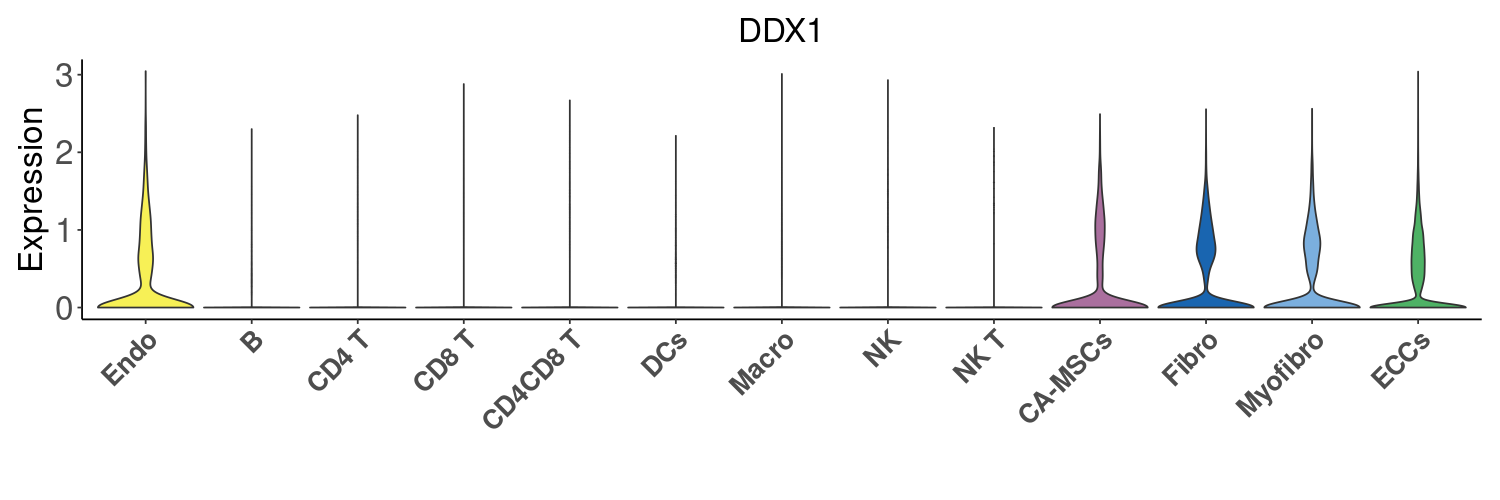 DDX1
Expression
3
2
1
0
Endo
B
CD4 T
CD8 T
CD4CD8 T
DCs
Macro
NK
NK T
CA-MSCs
Fibro
Myofibro
ECCs